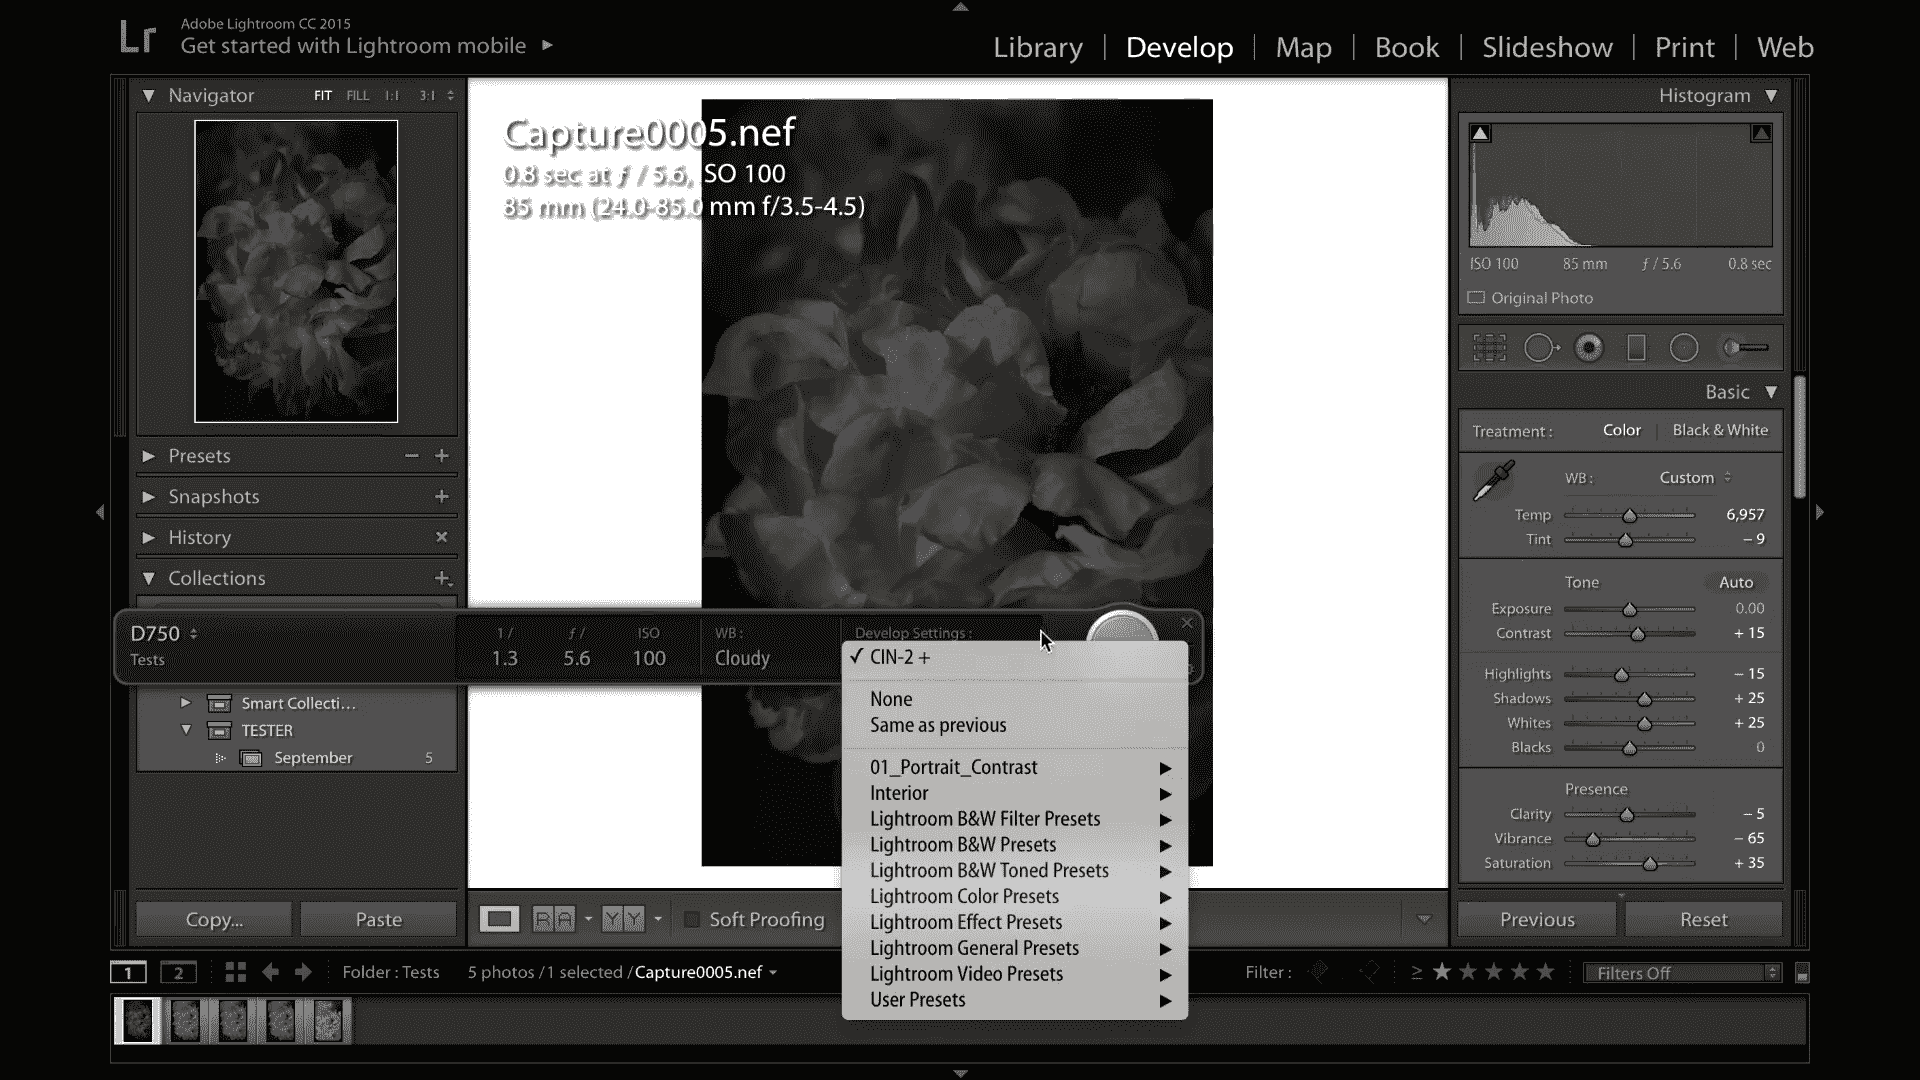 Lr
Adobe Lightroom CC 2015
Get started with Lightroom mobile
Library | Develop | Map | Book | Slideshow | Print | Web
Navigator FIT FILL 1:1 3:1
Capture0005.nef
0.8 sec at ƒ / 5.6, ISO 100
85 mm (24.0-85.0 mm f/3.5-4.5)
Presets
Snapshots
History
Collections
D750
Tests
1 / 1.3
ƒ / 5.6
ISO 100
WB :
Cloudy
Develop Settings :
✓ CIN-2 +
None
Same as previous
01_Portrait_Contrast
Interior
Lightroom B&W Filter Presets
Lightroom B&W Presets
Lightroom B&W Toned Presets
Lightroom Color Presets
Lightroom Effect Presets
Lightroom General Presets
Lightroom Video Presets
User Presets
Smart Collecti...
TESTER
September 5
Copy... Paste
R A Y Y Soft Proofing
Histogram
ISO 100 85 mm ƒ / 5.6 0.8 sec
Original Photo
Basic
Treatment : Color | Black & White
WB : Custom
Temp 6,957
Tint – 9
Tone Auto
Exposure 0.00
Contrast + 15
Highlights – 15
Shadows + 25
Whites + 25
Blacks 0
Presence
Clarity – 5
Vibrance – 65
Saturation + 35
Previous Reset
1 2 Folder : Tests 5 photos / 1 selected / Capture0005.nef Filter : ≥ ★★★★★ Filters Off